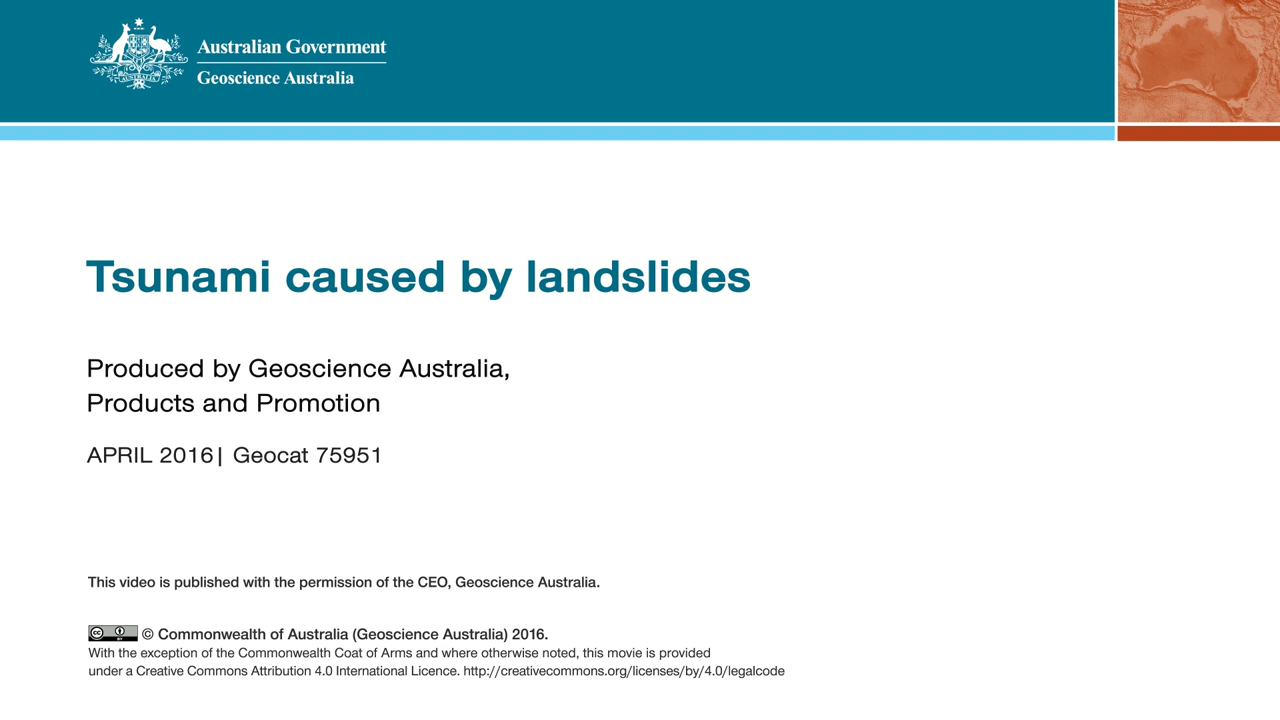 Australian Government
Geoscience Australia
Tsunami caused by landslides
Produced by Geoscience Australia,
Products and Promotion
APRIL 2016| Geocat 75951
This video is published with the permission of the CEO, Geoscience Australia.
© Commonwealth of Australia (Geoscience Australia) 2016.
With the exception of the Commonwealth Coat of Arms and where otherwise noted, this movie is provided
under a Creative Commons Attribution 4.0 International Licence. http://creativecommons.org/licenses/by/4.0/legalcode